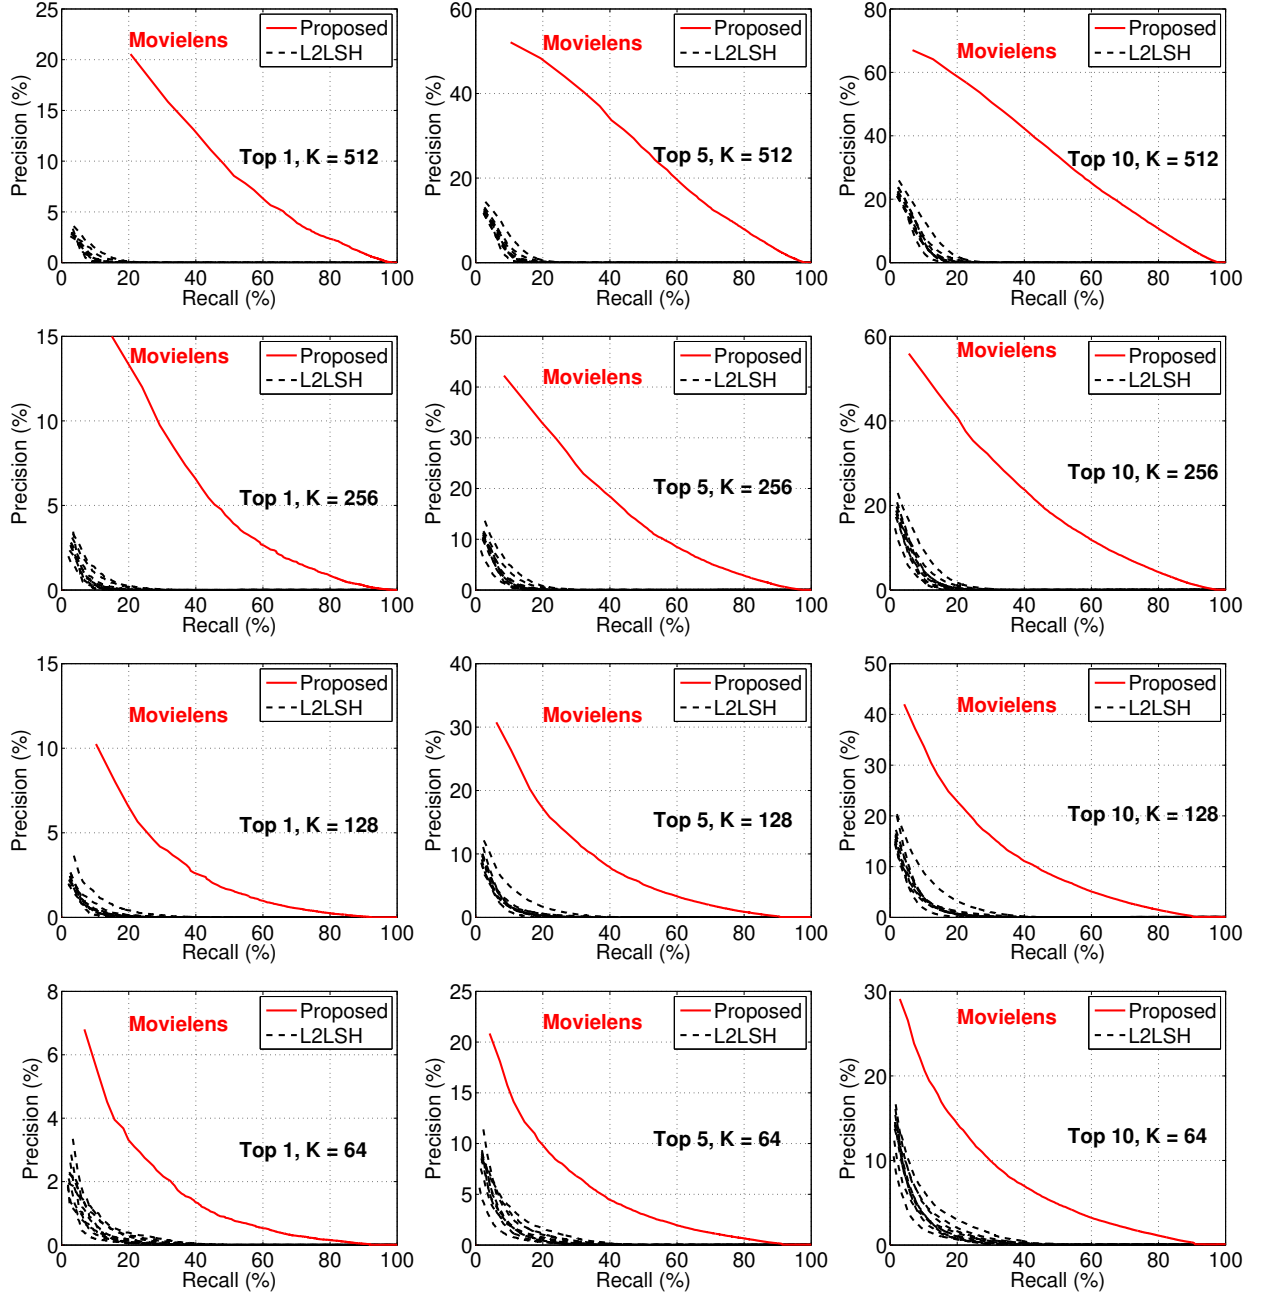 25
20
15
10
5
0
Precision (%)
Movielens
Proposed
L2LSH
Top 1, K = 512
0 20 40 60 80 100
Recall (%)
60
40
20
0
Precision (%)
Movielens
Proposed
L2LSH
Top 5, K = 512
0 20 40 60 80 100
Recall (%)
80
60
40
20
0
Precision (%)
Movielens
Proposed
L2LSH
Top 10, K = 512
0 20 40 60 80 100
Recall (%)
15
10
5
0
Precision (%)
Movielens
Proposed
L2LSH
Top 1, K = 256
0 20 40 60 80 100
Recall (%)
50
40
30
20
10
0
Precision (%)
Movielens
Proposed
L2LSH
Top 5, K = 256
0 20 40 60 80 100
Recall (%)
60
40
20
0
Precision (%)
Movielens
Proposed
L2LSH
Top 10, K = 256
0 20 40 60 80 100
Recall (%)
15
10
5
0
Precision (%)
Movielens
Proposed
L2LSH
Top 1, K = 128
0 20 40 60 80 100
Recall (%)
40
30
20
10
0
Precision (%)
Movielens
Proposed
L2LSH
Top 5, K = 128
0 20 40 60 80 100
Recall (%)
50
40
30
20
10
0
Precision (%)
Movielens
Proposed
L2LSH
Top 10, K = 128
0 20 40 60 80 100
Recall (%)
8
6
4
2
0
Precision (%)
Movielens
Proposed
L2LSH
Top 1, K = 64
0 20 40 60 80 100
Recall (%)
25
20
15
10
5
0
Precision (%)
Movielens
Proposed
L2LSH
Top 5, K = 64
0 20 40 60 80 100
Recall (%)
30
20
10
0
Precision (%)
Movielens
Proposed
L2LSH
Top 10, K = 64
0 20 40 60 80 100
Recall (%)